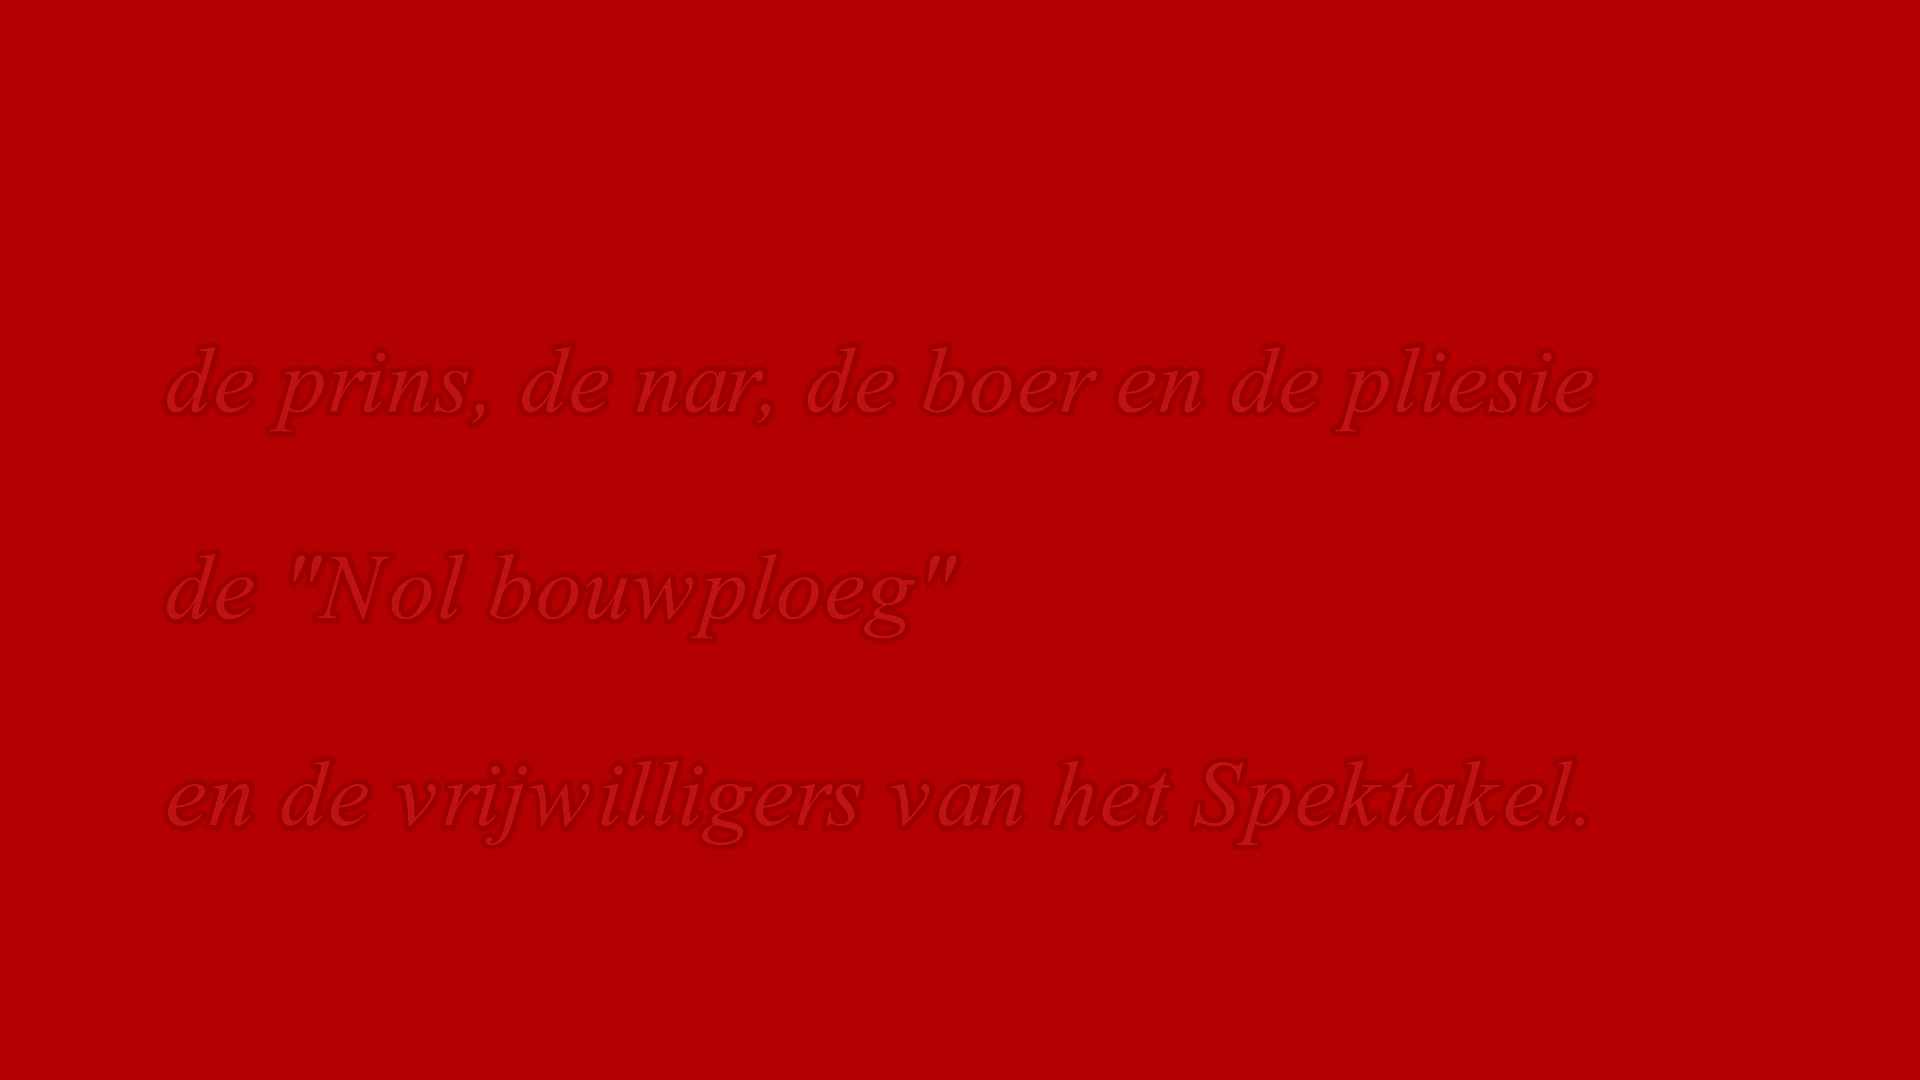 de prins, de nar, de boer en de pliesie
de "Nol bouwploeg"
en de vrijwilligers van het Spektakel.